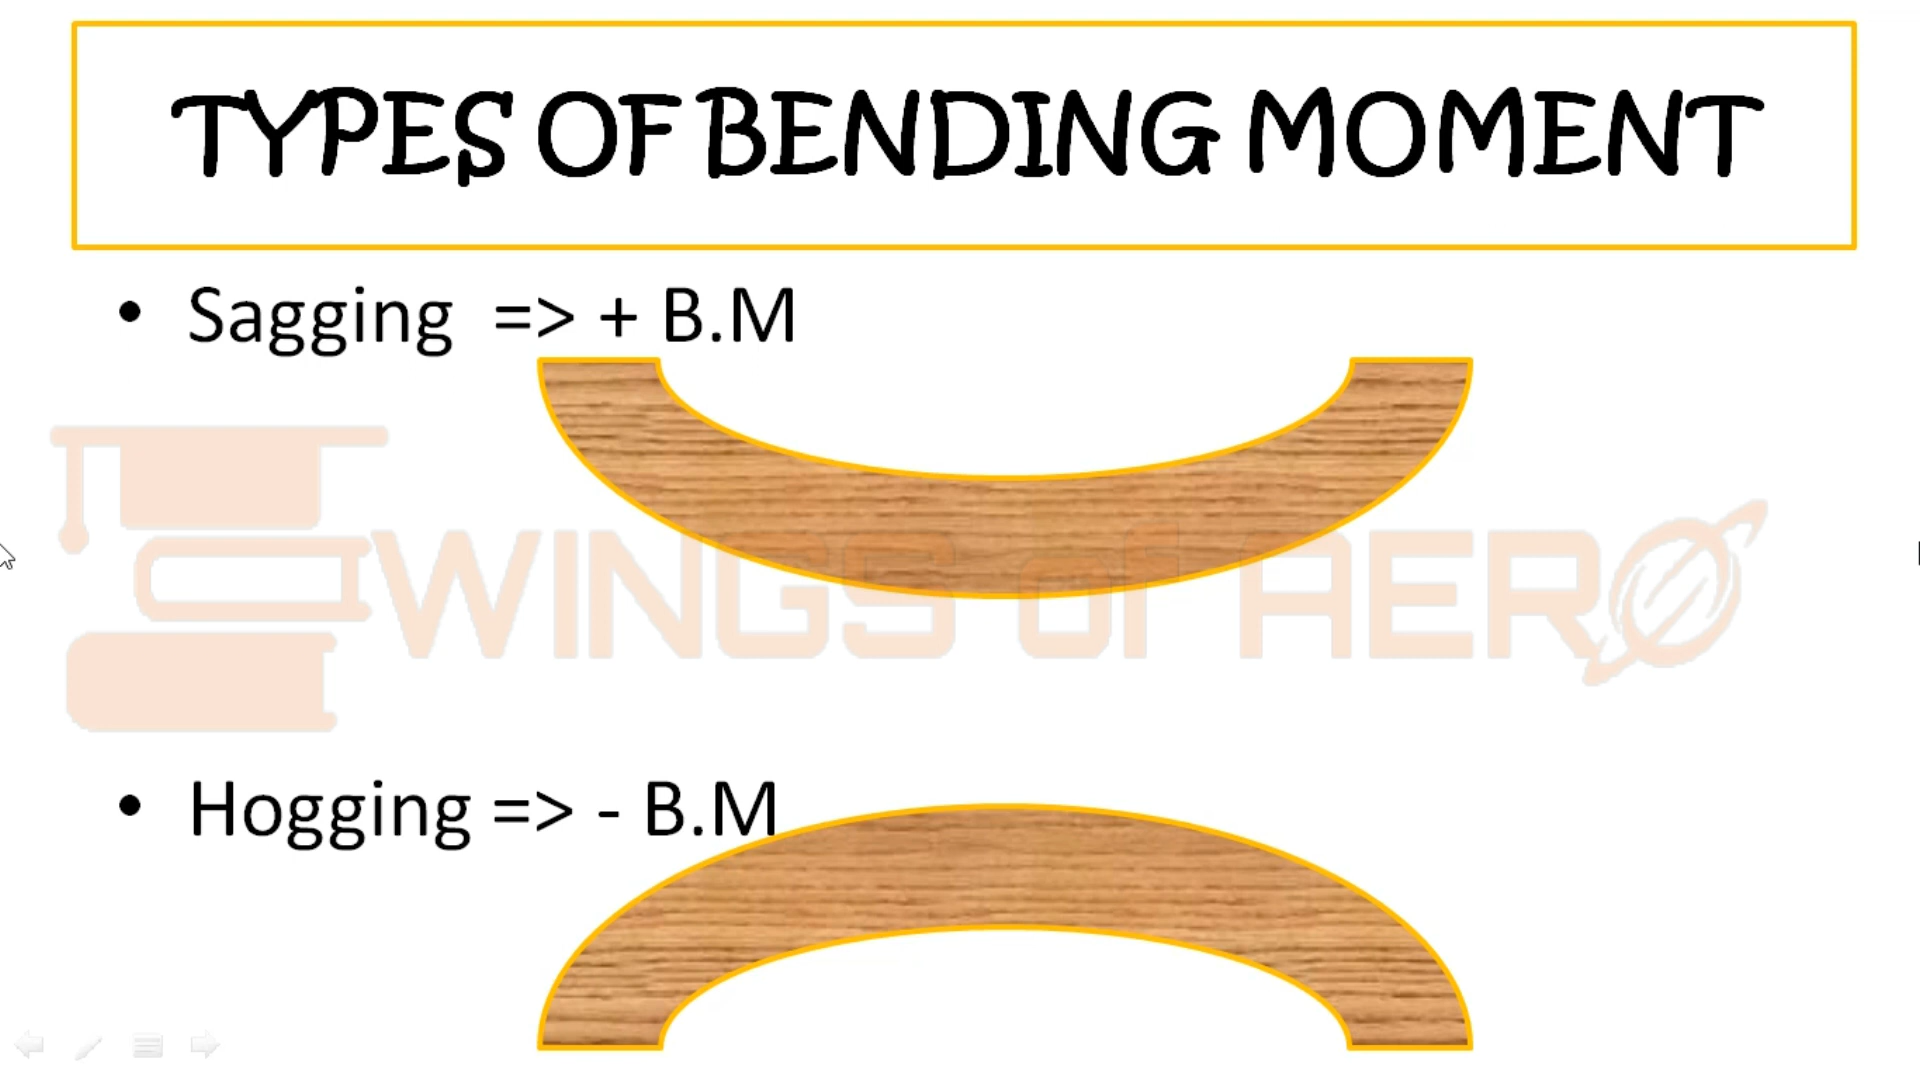 TYPES OF BENDING MOMENT
• Sagging => + B.M
WINGS of AERO
• Hogging => - B.M